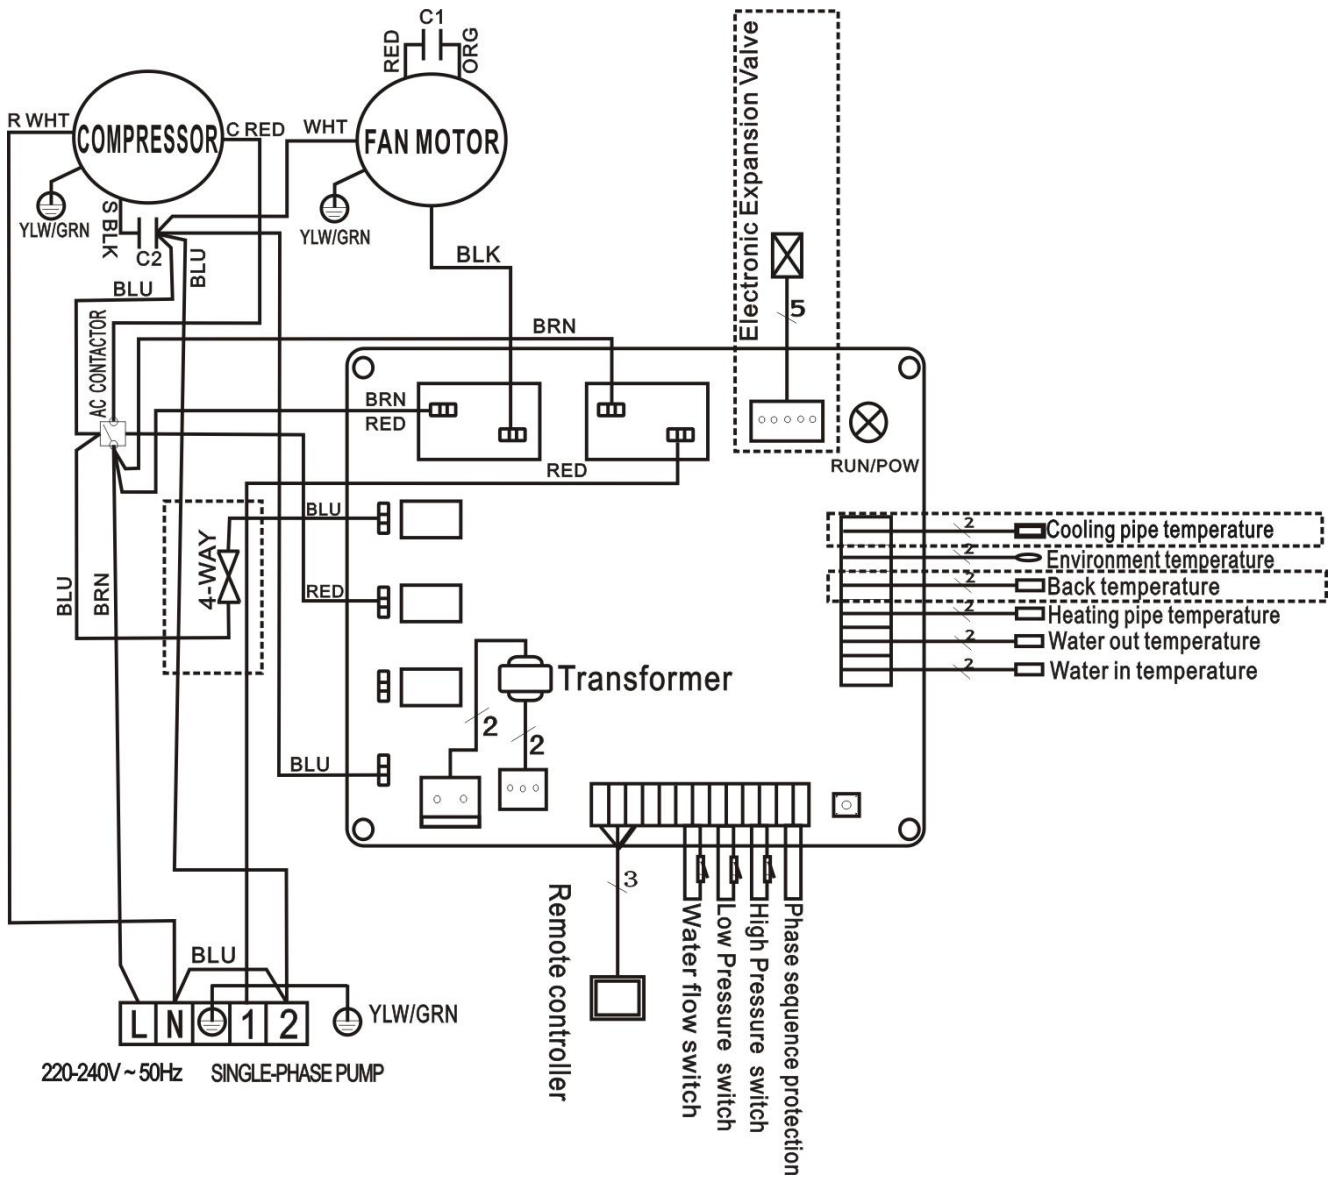 C1
RED
ORG
R WHT
COMPRESSOR
C RED
WHT
FAN MOTOR
Electronic Expansion Valve
YLW/GRN
S BLK
C2
BLU
BLU
YLW/GRN
BLK
5
AC CONTACTOR
BRN
BRN
RED
RED
RUN/POW
BLU
4-WAY
BLU
BRN
RED
2
Cooling pipe temperature
2
Environment temperature
2
Back temperature
2
Heating pipe temperature
2
Water out temperature
2
Water in temperature
Transformer
2
2
BLU
3
Remote controller
Water flow switch
Low Pressure switch
High Pressure switch
Phase sequence protection
BLU
L N 1 2
YLW/GRN
220-240V ~ 50Hz
SINGLE-PHASE PUMP